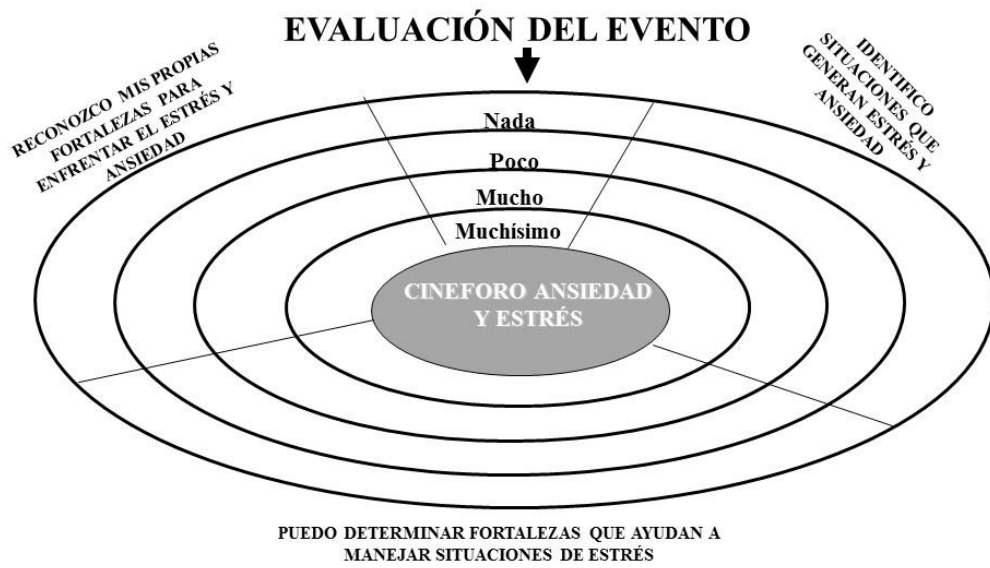 EVALUACIÓN DEL EVENTO
RECONOZCO MIS PROPIAS
FORTALEZAS PARA
ENFRENTAR EL ESTRÉS Y
ANSIEDAD
IDENTIFICO
SITUACIONES QUE
GENERAN ESTRÉS Y
ANSIEDAD
Nada
Poco
Mucho
Muchísimo
CINEFORO ANSIEDAD
Y ESTRÉS
PUEDO DETERMINAR FORTALEZAS QUE AYUDAN A
MANEJAR SITUACIONES DE ESTRÉS